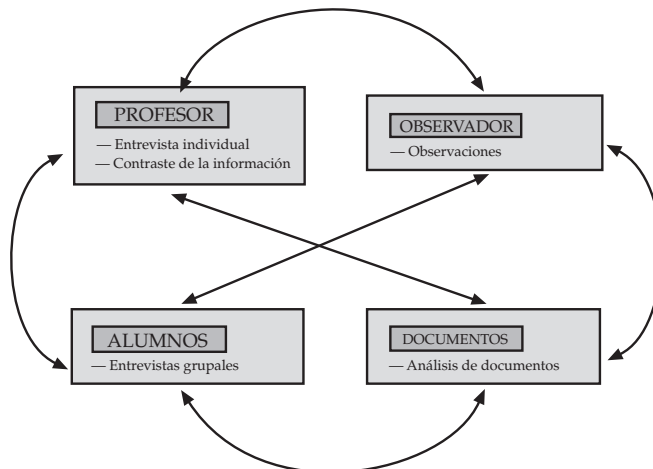 PROFESOR
— Entrevista individual
— Contraste de la información
OBSERVADOR
— Observaciones
ALUMNOS
— Entrevistas grupales
DOCUMENTOS
— Análisis de documentos